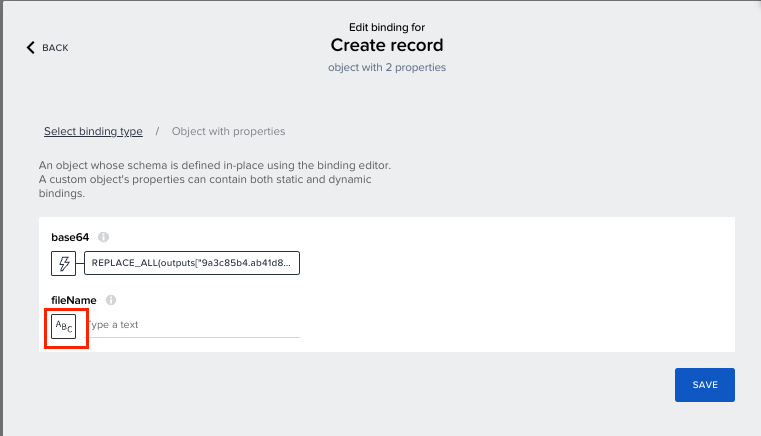 Edit binding for
BACK
Create record
object with 2 properties
Select binding type / Object with properties
An object whose schema is defined in-place using the binding editor.
A custom object's properties can contain both static and dynamic
bindings.
base64
REPLACE_ALL(outputs["9a3c85b4.ab41d8...
fileName
ABC
Type a text
SAVE